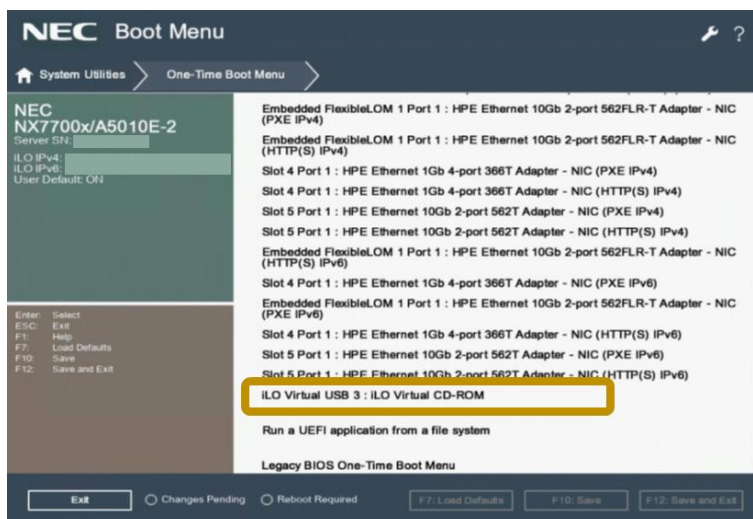 NEC Boot Menu
?
System Utilities
One-Time Boot Menu
NEC
NX7700x/A5010E-2
Server SN:
iLO IPv4:
iLO IPv6:
User Default: ON
Enter: Select
ESC: Exit
F1: Help
F7: Load Defaults
F10: Save
F12: Save and Exit
Embedded FlexibleLOM 1 Port 1 : HPE Ethernet 10Gb 2-port 562FLR-T Adapter - NIC
(PXE IPv4)
Embedded FlexibleLOM 1 Port 1 : HPE Ethernet 10Gb 2-port 562FLR-T Adapter - NIC
(HTTP(S) IPv4)
Slot 4 Port 1 : HPE Ethernet 1Gb 4-port 366T Adapter - NIC (PXE IPv4)
Slot 4 Port 1 : HPE Ethernet 1Gb 4-port 366T Adapter - NIC (HTTP(S) IPv4)
Slot 5 Port 1 : HPE Ethernet 10Gb 2-port 562T Adapter - NIC (PXE IPv4)
Slot 5 Port 1 : HPE Ethernet 10Gb 2-port 562T Adapter - NIC (HTTP(S) IPv4)
Embedded FlexibleLOM 1 Port 1 : HPE Ethernet 10Gb 2-port 562FLR-T Adapter - NIC
(HTTP(S) IPv6)
Slot 4 Port 1 : HPE Ethernet 1Gb 4-port 366T Adapter - NIC (PXE IPv6)
Embedded FlexibleLOM 1 Port 1 : HPE Ethernet 10Gb 2-port 562FLR-T Adapter - NIC
(PXE IPv6)
Slot 4 Port 1 : HPE Ethernet 1Gb 4-port 366T Adapter - NIC (HTTP(S) IPv6)
Slot 5 Port 1 : HPE Ethernet 10Gb 2-port 562T Adapter - NIC (PXE IPv6)
Slot 5 Port 1 : HPE Ethernet 10Gb 2-port 562T Adapter - NIC (HTTP(S) IPv6)
iLO Virtual USB 3 : iLO Virtual CD-ROM
Run a UEFI application from a file system
Legacy BIOS One-Time Boot Menu
Exit
Changes Pending
Reboot Required
F7: Load Defaults
F10: Save
F12: Save and Exit